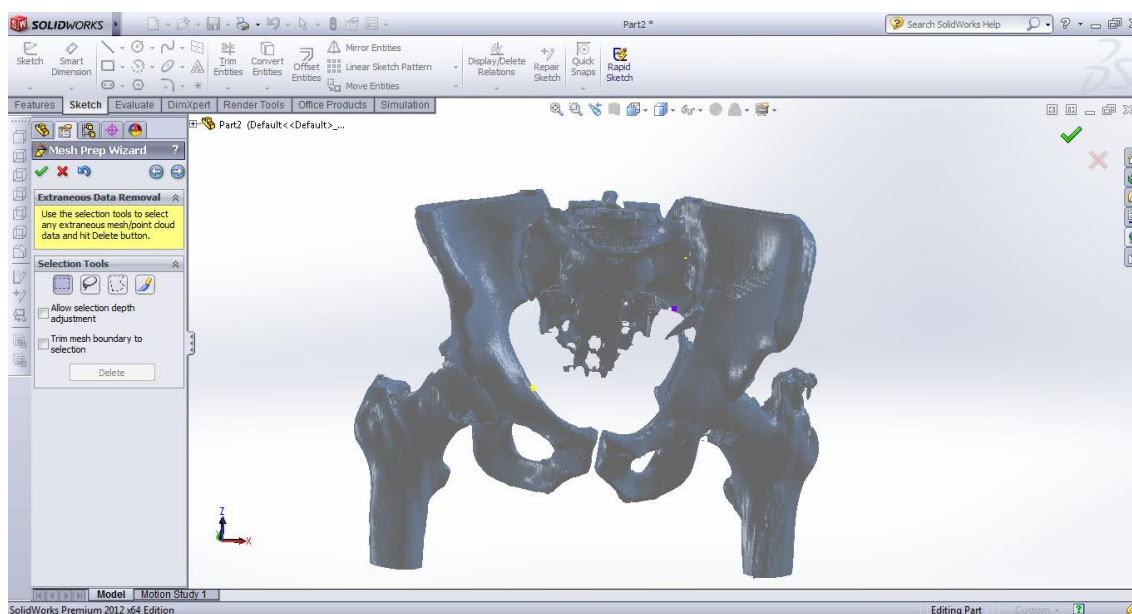 SOLIDWORKS
Part2 *
Search SolidWorks Help
Sketch
Smart Dimension
Trim Entities
Convert Entities
Offset Entities
Mirror Entities
Linear Sketch Pattern
Move Entities
Display/Delete Relations
Repair Sketch
Quick Snaps
Rapid Sketch
Features
Sketch
Evaluate
DimXpert
Render Tools
Office Products
Simulation
Part2 (Default<<Default>_...
Mesh Prep Wizard
?
Extraneous Data Removal
Use the selection tools to select
any extraneous mesh/point cloud
data and hit Delete button.
Selection Tools
Allow selection depth
adjustment
Trim mesh boundary to
selection
Delete
Z
X
Model
Motion Study 1
SolidWorks Premium 2012 x64 Edition
Editing Part
Custom